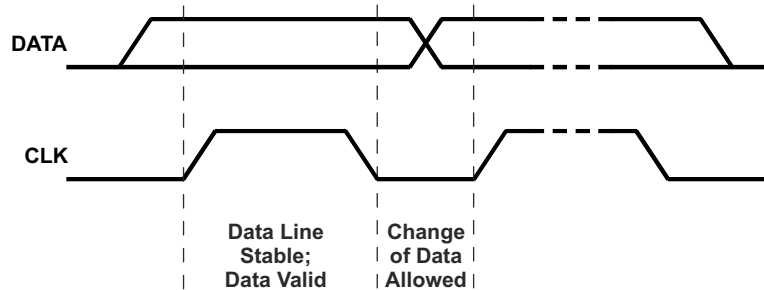 DATA
CLK
Data Line
Stable;
Data Valid
Change
of Data
Allowed